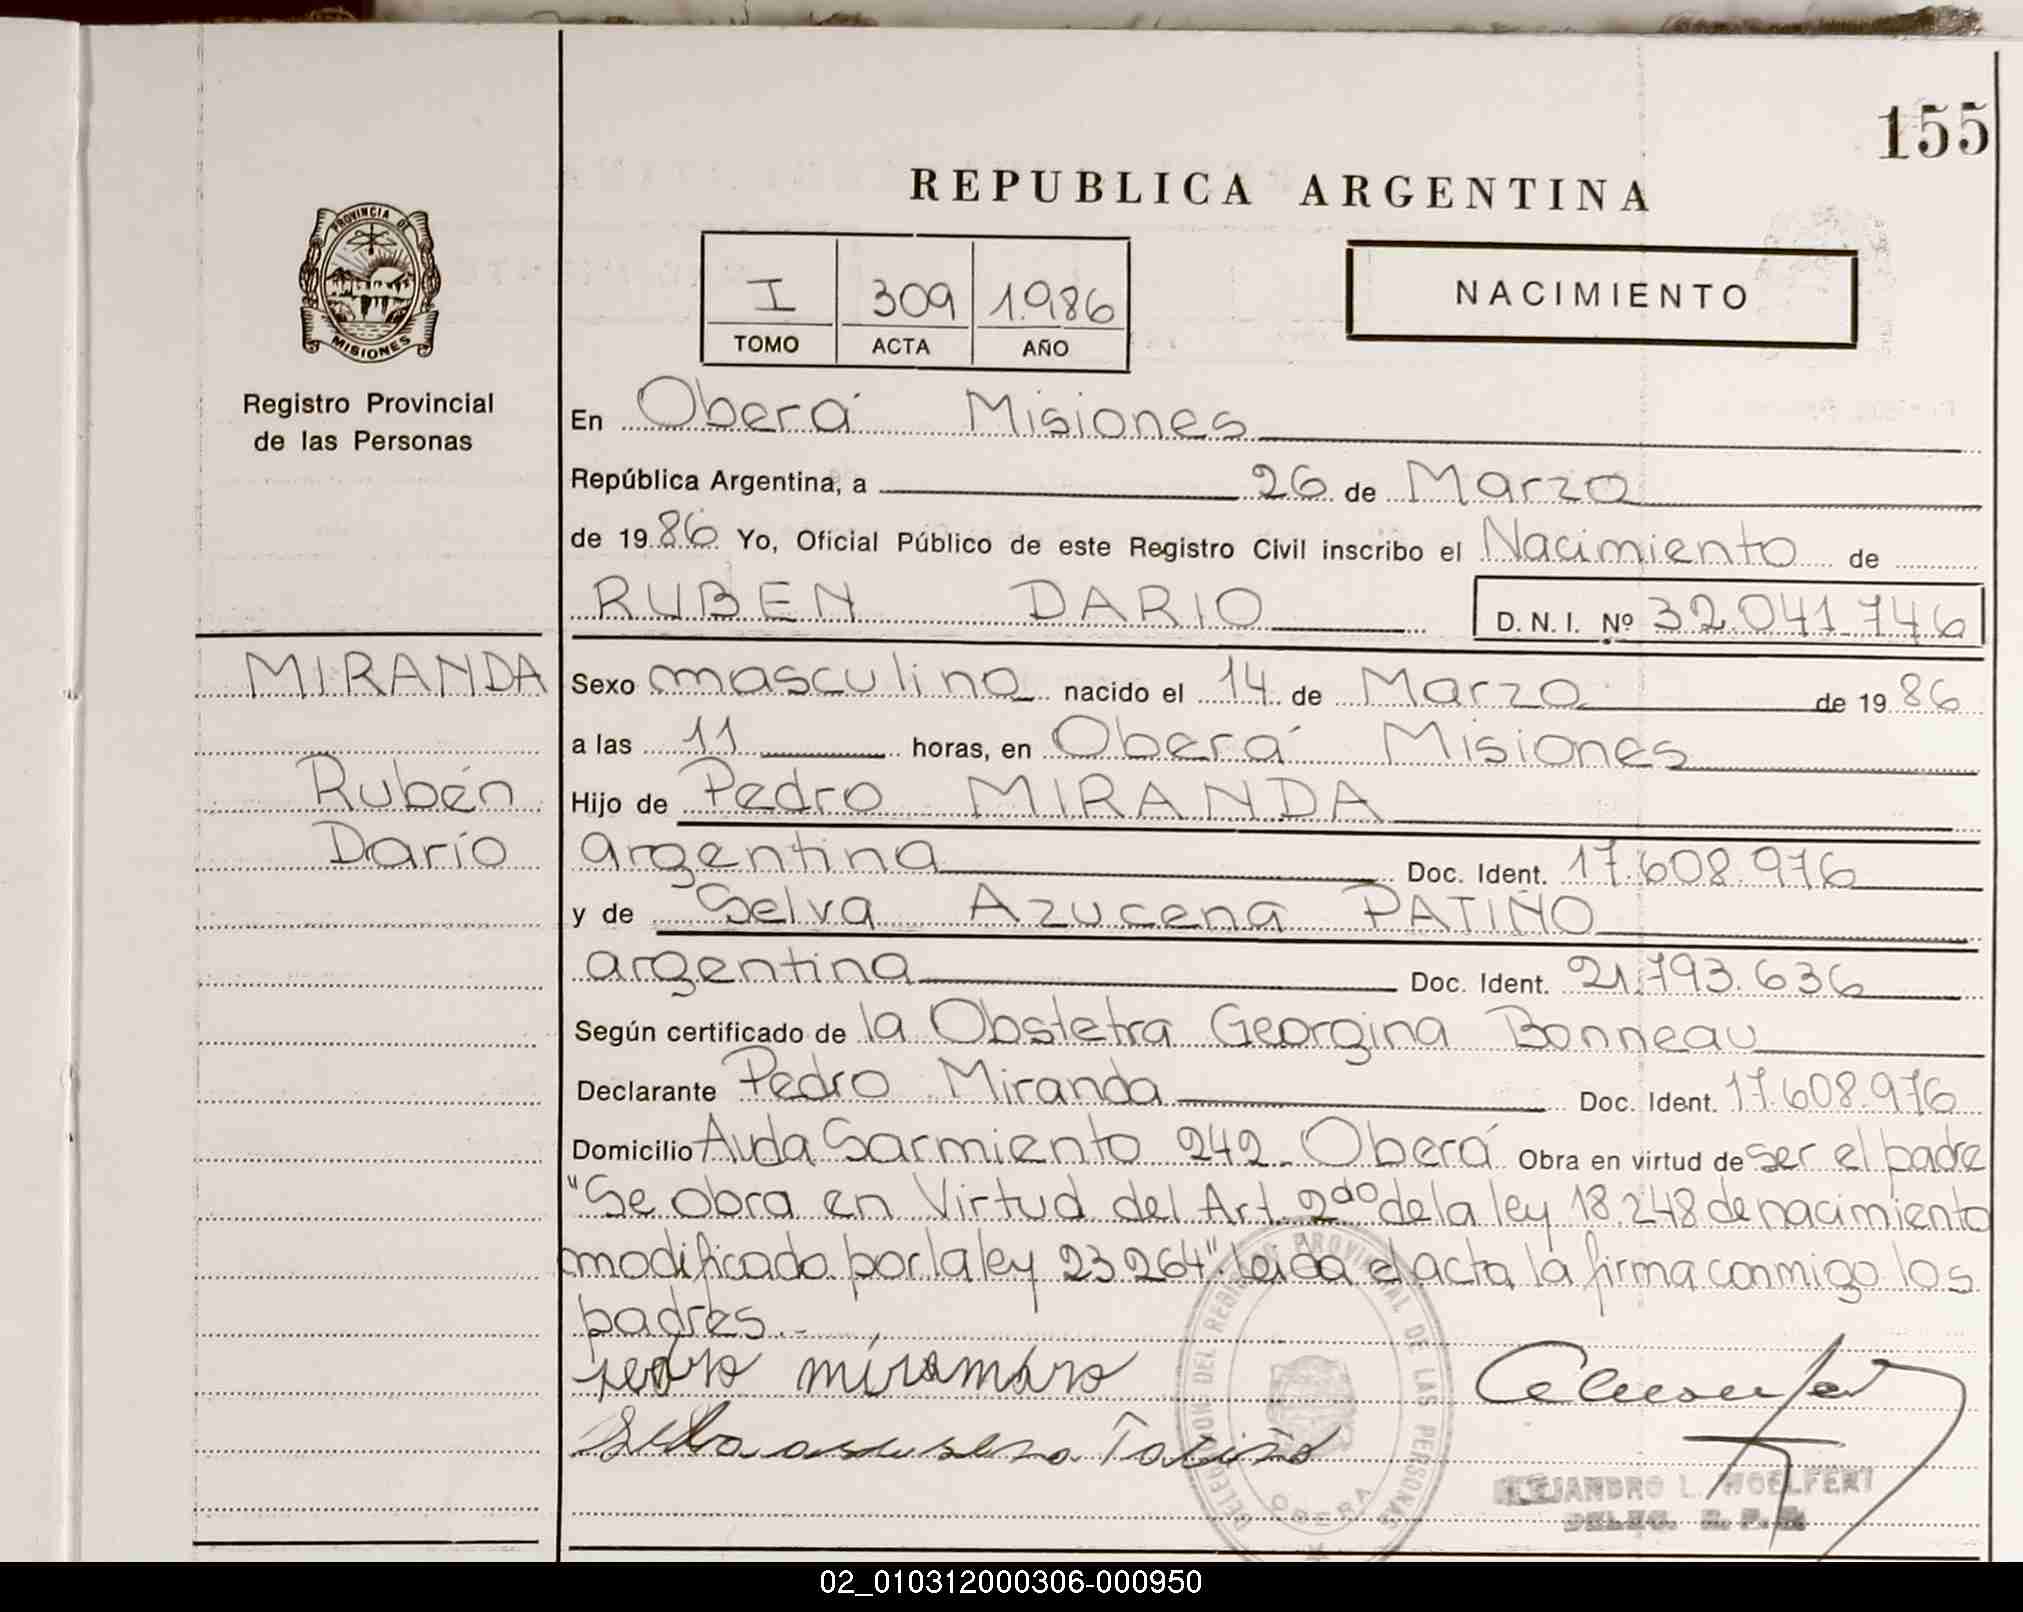 155
REPUBLICA ARGENTINA
PROVINCIA DE
MISIONES
I 309 1.986
TOMO ACTA AÑO
NACIMIENTO
Registro Provincial
de las Personas
En Oberá Misiones
República Argentina, a 26 de Marzo
de 1986 Yo, Oficial Público de este Registro Civil inscribo el Nacimiento de
RUBEN DARIO D. N. I. Nº 32.041.746
MIRANDA
Rubén
Darío
Sexo masculino nacido el 14 de Marzo de 1986
a las 11 horas, en Oberá Misiones
Hijo de Pedro MIRANDA
argentina Doc. Ident. 17.608.976
y de Selva Azucena PATIÑO
argentina Doc. Ident. 21.793.636
Según certificado de la Obstetra Georgina Bonneau
Declarante Pedro Miranda Doc. Ident. 17.608.976
Domicilio Avda Sarmiento 242 - Oberá Obra en virtud de ser el padre
"Se obra en Virtud del Art. 2do de la ley 18.248 de nacimiento
modificado por la ley 23.264". leida el acta la firma conmigo los
padres.-
DELEGACION DEL REGISTRO PROVINCIAL DE LAS PERSONAS
OBERA
ALEJANDRO L. WOELFERT
DELEG. R. P. P.
02_010312000306-000950